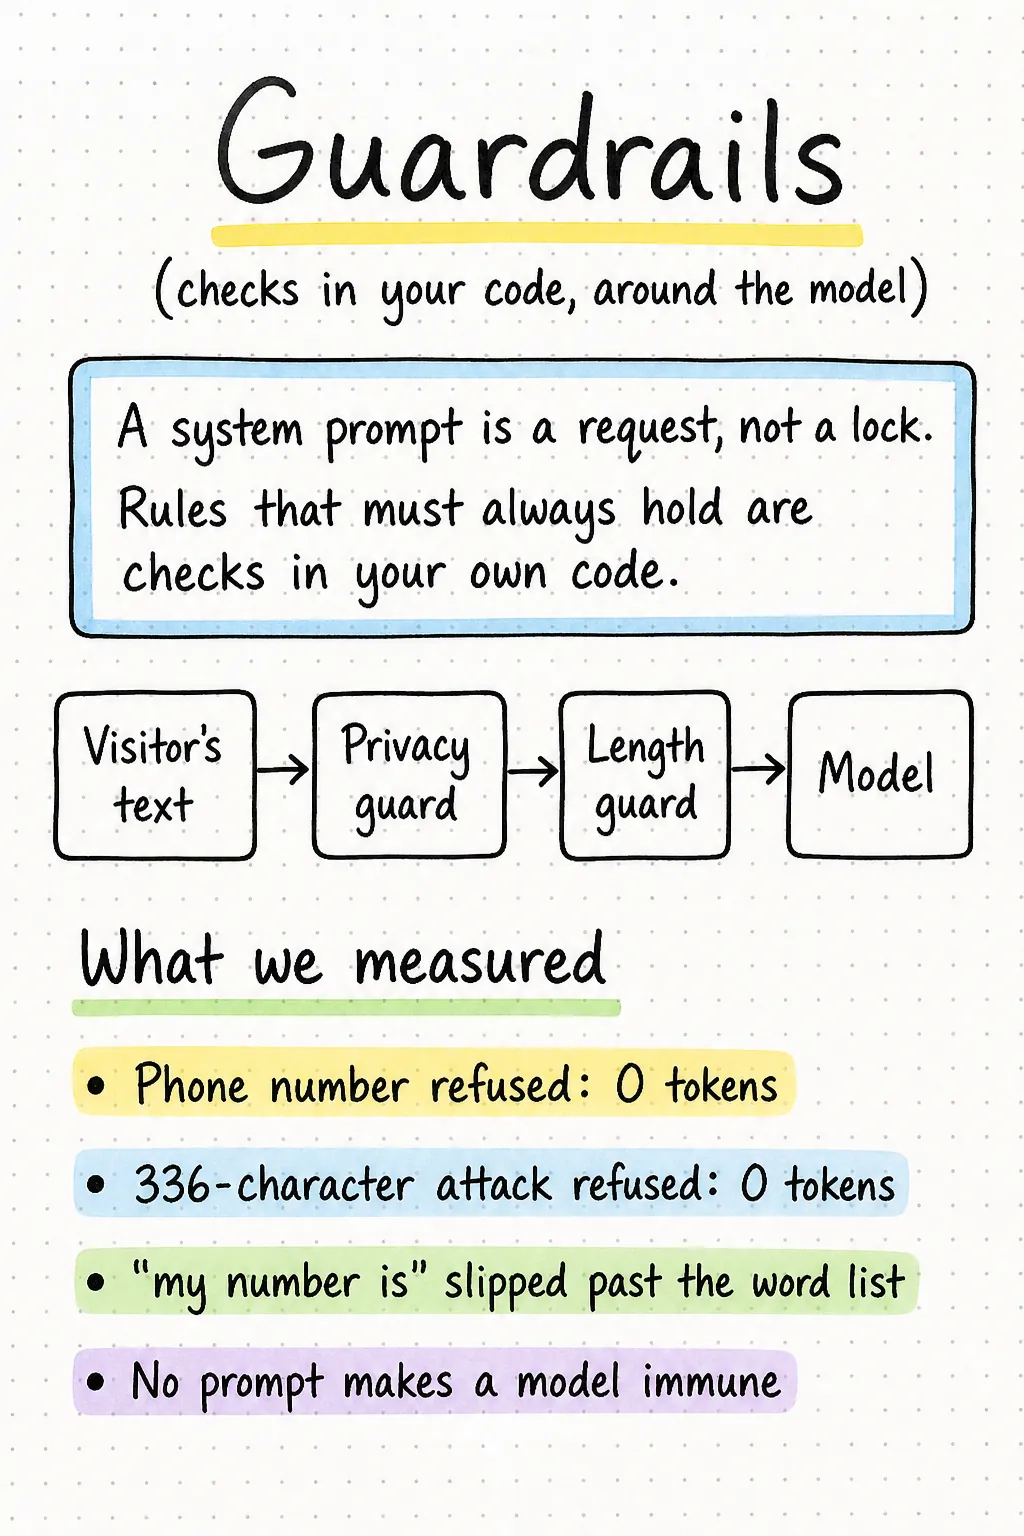 Guardrails
(checks in your code, around the model)
A system prompt is a request, not a lock.
Rules that must always hold are
checks in your own code.
Visitor's
text
Privacy
guard
Length
guard
Model
What we measured
• Phone number refused: 0 tokens
• 336-character attack refused: 0 tokens
• "my number is" slipped past the word list
• No prompt makes a model immune